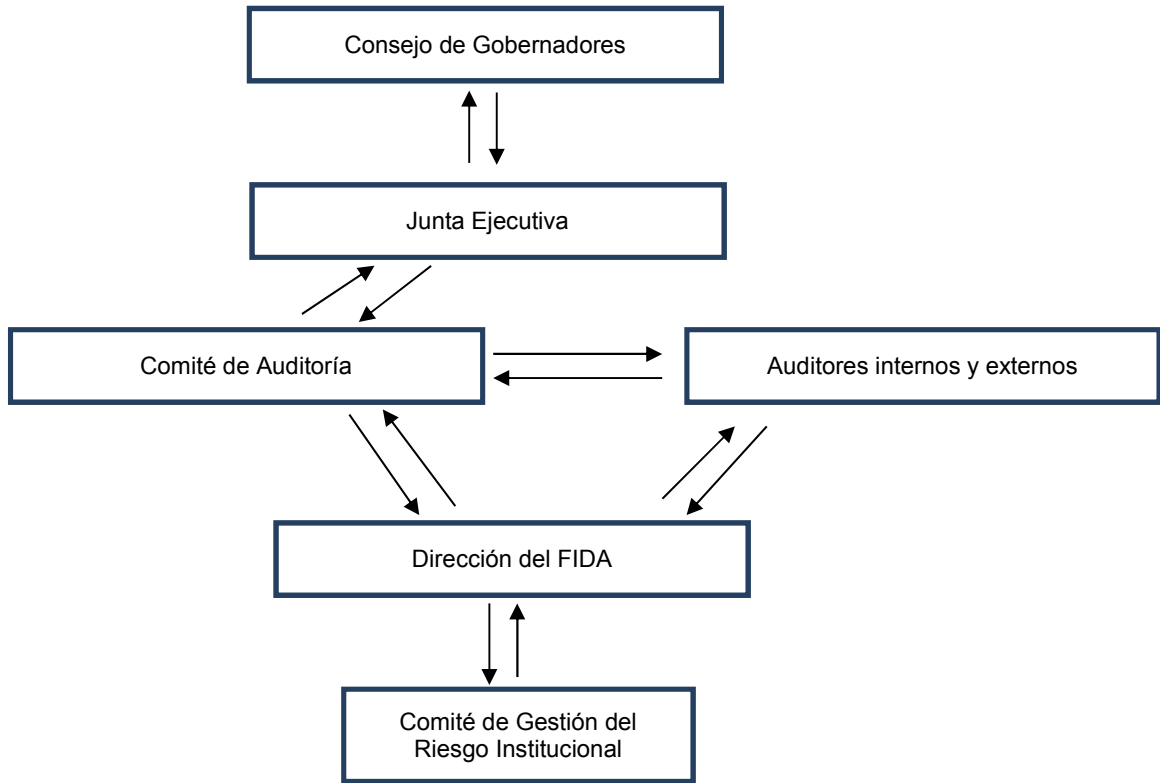 Consejo de Gobernadores
Junta Ejecutiva
Comité de Auditoría
Auditores internos y externos
Dirección del FIDA
Comité de Gestión del
Riesgo Institucional